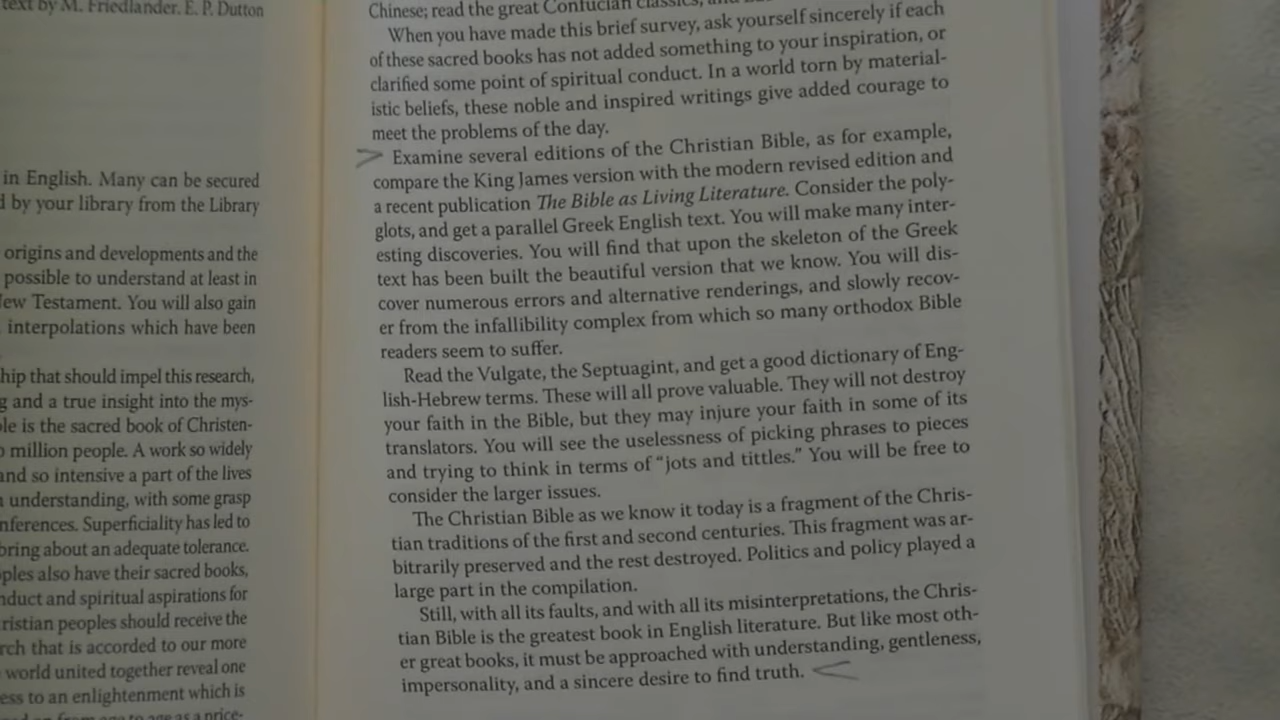 text by M. Friedlander. E. P. Dutton
in English. Many can be secured
by your library from the Library
origins and developments and the
possible to understand at least in
New Testament. You will also gain
interpolations which have been
hip that should impel this research,
g and a true insight into the mys-
le is the sacred book of Christen-
million people. A work so widely
and so intensive a part of the lives
understanding, with some grasp
nferences. Superficiality has led to
bring about an adequate tolerance.
ples also have their sacred books,
nduct and spiritual aspirations for
ristian peoples should receive the
rch that is accorded to our more
world united together reveal one
ess to an enlightenment which is
from age to age as a price-
Chinese; read the great Confucian classics,
When you have made this brief survey, ask yourself sincerely if each
of these sacred books has not added something to your inspiration, or
clarified some point of spiritual conduct. In a world torn by material-
istic beliefs, these noble and inspired writings give added courage to
meet the problems of the day.
Examine several editions of the Christian Bible, as for example,
compare the King James version with the modern revised edition and
a recent publication The Bible as Living Literature. Consider the poly-
glots, and get a parallel Greek English text. You will make many inter-
esting discoveries. You will find that upon the skeleton of the Greek
text has been built the beautiful version that we know. You will dis-
cover numerous errors and alternative renderings, and slowly recov-
er from the infallibility complex from which so many orthodox Bible
readers seem to suffer.
Read the Vulgate, the Septuagint, and get a good dictionary of Eng-
lish-Hebrew terms. These will all prove valuable. They will not destroy
your faith in the Bible, but they may injure your faith in some of its
translators. You will see the uselessness of picking phrases to pieces
and trying to think in terms of “jots and tittles.” You will be free to
consider the larger issues.
The Christian Bible as we know it today is a fragment of the Chris-
tian traditions of the first and second centuries. This fragment was ar-
bitrarily preserved and the rest destroyed. Politics and policy played a
large part in the compilation.
Still, with all its faults, and with all its misinterpretations, the Chris-
tian Bible is the greatest book in English literature. But like most oth-
er great books, it must be approached with understanding, gentleness,
impersonality, and a sincere desire to find truth.